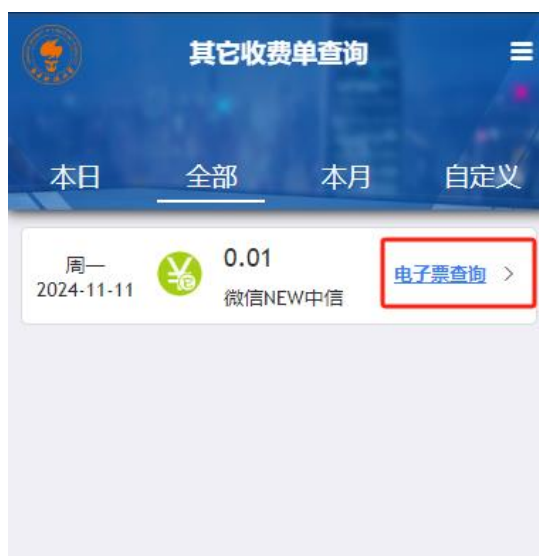 其它收费单查询
本日 全部 本月 自定义
周一
2024-11-11
0.01
微信NEW中信
电子票查询